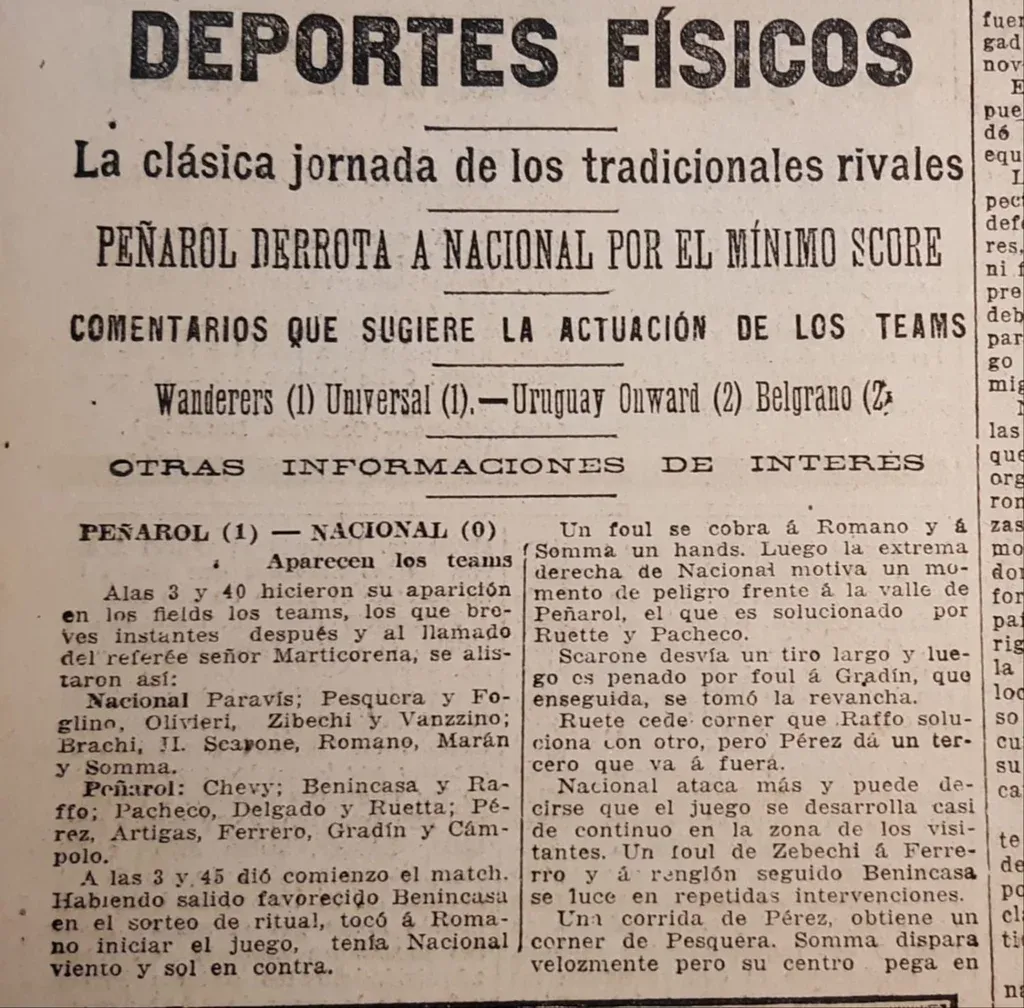 DEPORTES FÍSICOS
La clásica jornada de los tradicionales rivales
PEÑAROL DERROTA A NACIONAL POR EL MÍNIMO SCORE
COMENTARIOS QUE SUGIERE LA ACTUACIÓN DE LOS TEAMS
Wanderers (1) Universal (1).—Uruguay Onward (2) Belgrano (2)
OTRAS INFORMACIONES DE INTERÉS
PEÑAROL (1) — NACIONAL (0)
Aparecen los teams
Alas 3 y 40 hicieron su aparición
en los fields los teams, los que bre-
ves instantes después y al llamado
del referée señor Marticorena, se alis-
taron así:
Nacional Paravís; Pesquera y Fo-
glino, Olivieri, Zibechi y Vanzzino;
Brachi, H. Scarone, Romano, Marán
y Somma.
Peñarol: Chevy; Benincasa y Ra-
ffo; Pacheco, Delgado y Ruetta; Pé-
rez, Artigas, Ferrero, Gradín y Cám-
polo.
A las 3 y 45 dió comienzo el match.
Habiendo salido favorecido Benincasa
en el sorteo de ritual, tocó á Roma-
no iniciar el juego, tenía Nacional
viento y sol en contra.
Un foul se cobra á Romano y á
Somma un hands. Luego la extrema
derecha de Nacional motiva un mo-
mento de peligro frente á la valle de
Peñarol, el que es solucionado por
Ruette y Pacheco.
Scarone desvía un tiro largo y lue-
go es penado por foul á Gradín, que
enseguida, se tomó la revancha.
Ruete cede corner que Raffo solu-
ciona con otro, pero Pérez dá un ter-
cero que va á fuera.
Nacional ataca más y puede de-
cirse que el juego se desarrolla casi
de continuo en la zona de los visi-
tantes. Un foul de Zebechi á Ferre-
rro y á renglón seguido Benincasa
se luce en repetidas intervenciones.
Una corrida de Pérez, obtiene un
corner de Pesquera. Somma dispara
velozmente pero su centro pega en